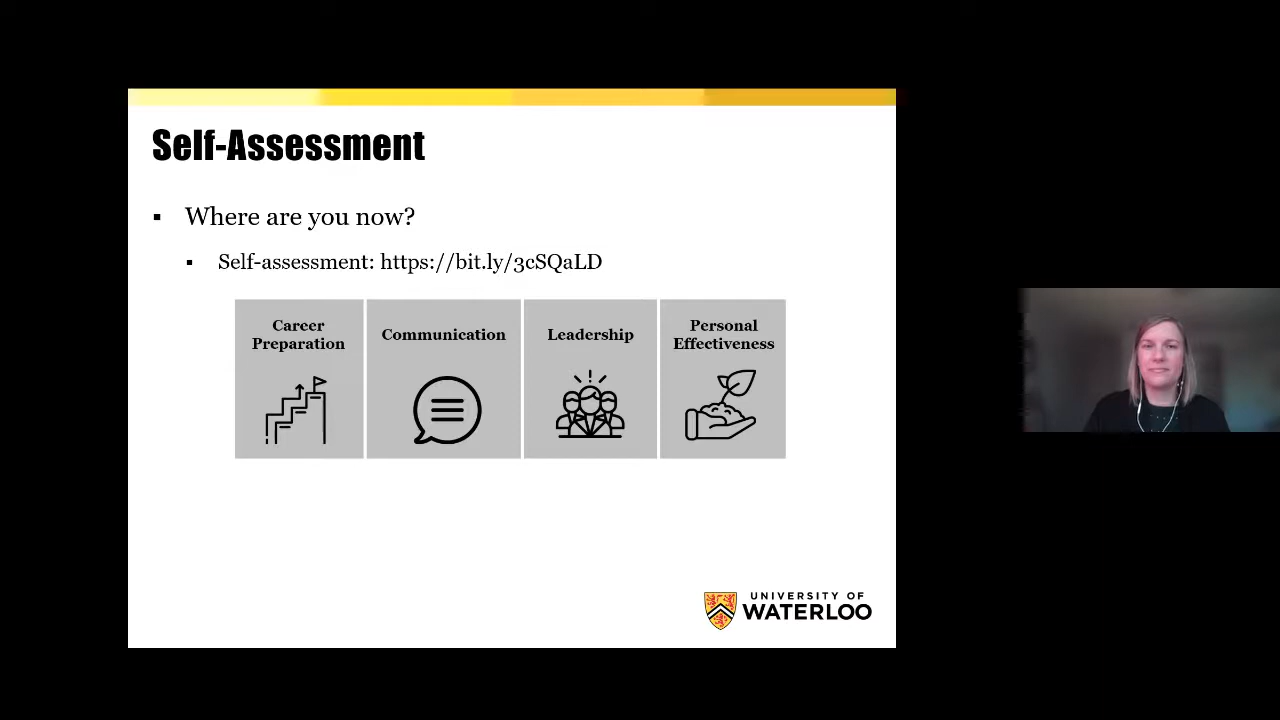 Self-Assessment
Where are you now?
Self-assessment: https://bit.ly/3cSQaLD
Career
Preparation
Communication
Leadership
Personal
Effectiveness
UNIVERSITY OF
WATERLOO